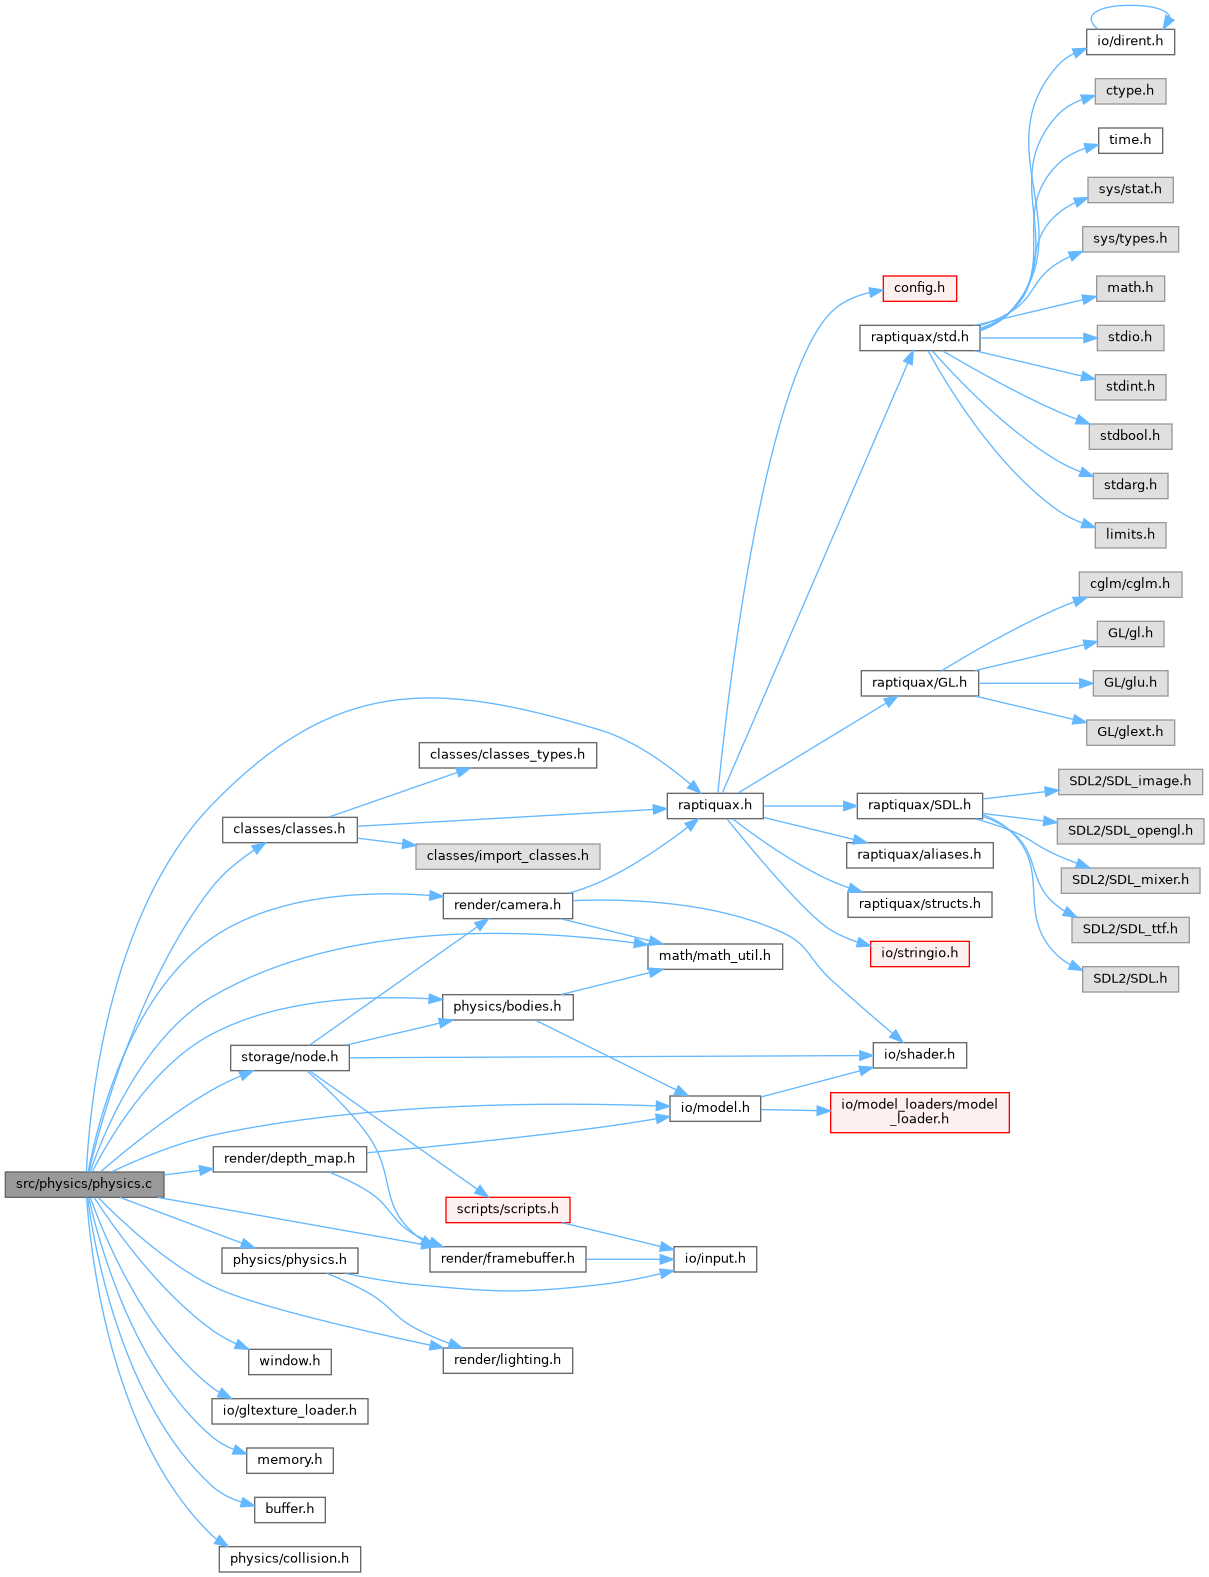 io/dirent.h
ctype.h
time.h
sys/stat.h
sys/types.h
config.h
math.h
raptiquax/std.h
stdio.h
stdint.h
stdbool.h
stdarg.h
limits.h
cglm/cglm.h
GL/gl.h
raptiquax/GL.h
GL/glu.h
GL/glext.h
classes/classes_types.h
SDL2/SDL_image.h
raptiquax.h
raptiquax/SDL.h
classes/classes.h
SDL2/SDL_opengl.h
classes/import_classes.h
raptiquax/aliases.h
SDL2/SDL_mixer.h
render/camera.h
raptiquax/structs.h
SDL2/SDL_ttf.h
math/math_util.h
io/stringio.h
SDL2/SDL.h
physics/bodies.h
storage/node.h
io/shader.h
io/model.h
io/model_loaders/model
_loader.h
render/depth_map.h
src/physics/physics.c
scripts/scripts.h
physics/physics.h
render/framebuffer.h
io/input.h
window.h
render/lighting.h
io/gltexture_loader.h
memory.h
buffer.h
physics/collision.h